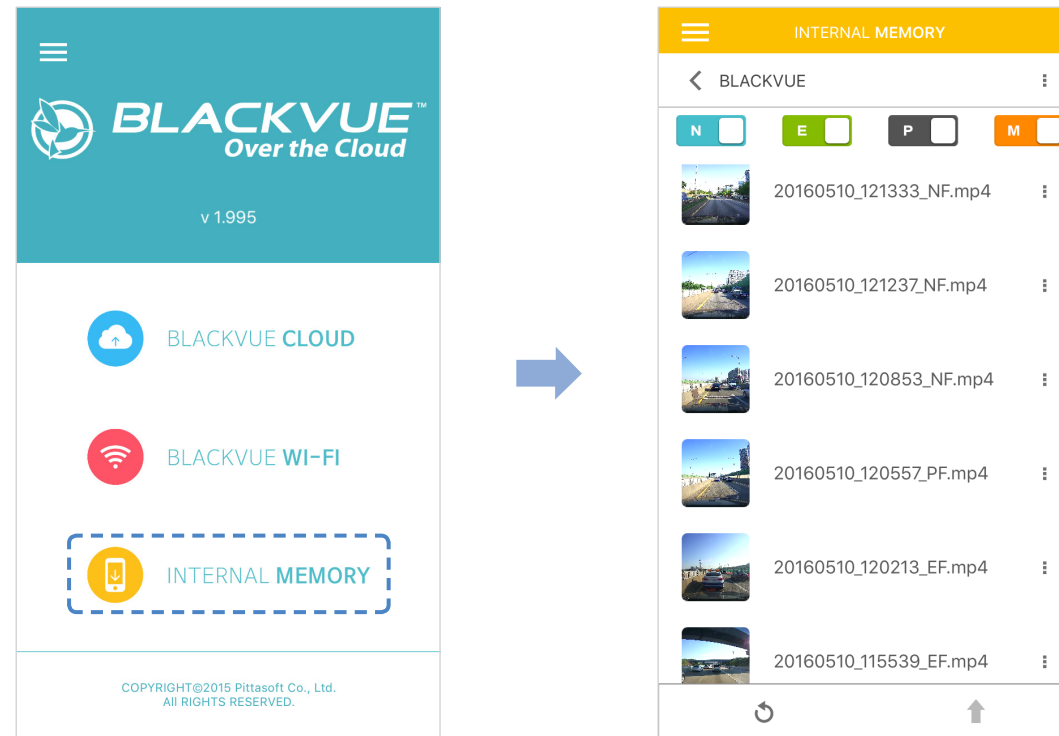 BLACKVUE™
Over the Cloud
v 1.995
BLACKVUE CLOUD
BLACKVUE WI-FI
INTERNAL MEMORY
COPYRIGHT©2015 Pittasoft Co., Ltd.
All RIGHTS RESERVED.
INTERNAL MEMORY
BLACKVUE
N E P M
20160510_121333_NF.mp4
20160510_121237_NF.mp4
20160510_120853_NF.mp4
20160510_120557_PF.mp4
20160510_120213_EF.mp4
20160510_115539_EF.mp4